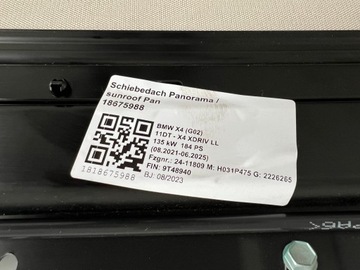 Schiebedach Panorama /
sunroof Pan
18675988
BMW X4 (G02)
11DT - X4 XDRIV LL
135 kW 184 PS
(08.2021-06.2025)
Fzgnr.: 24-11809 M: H031P475 G: 2226265
FIN: 9T48940
BJ: 08/2023
1818675988